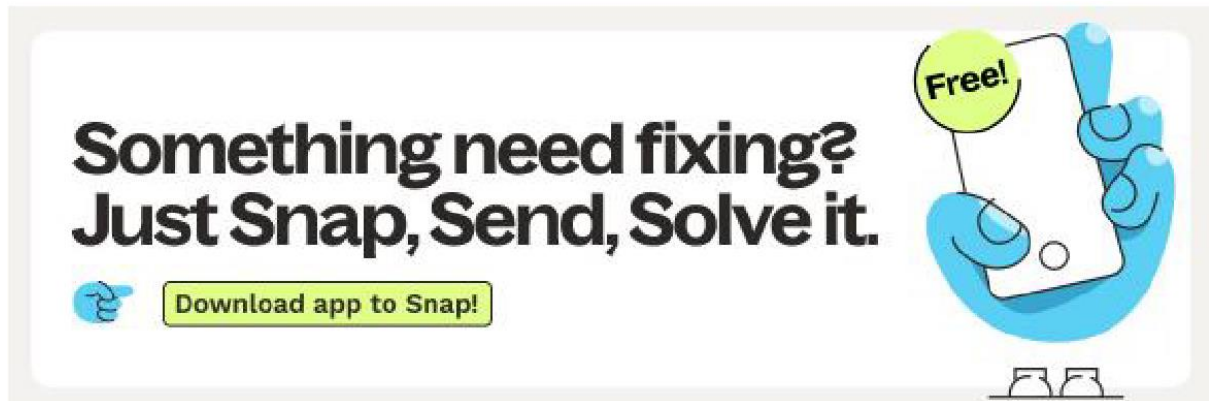 Something need fixing?
Just Snap, Send, Solve it.
Download app to Snap!
Free!